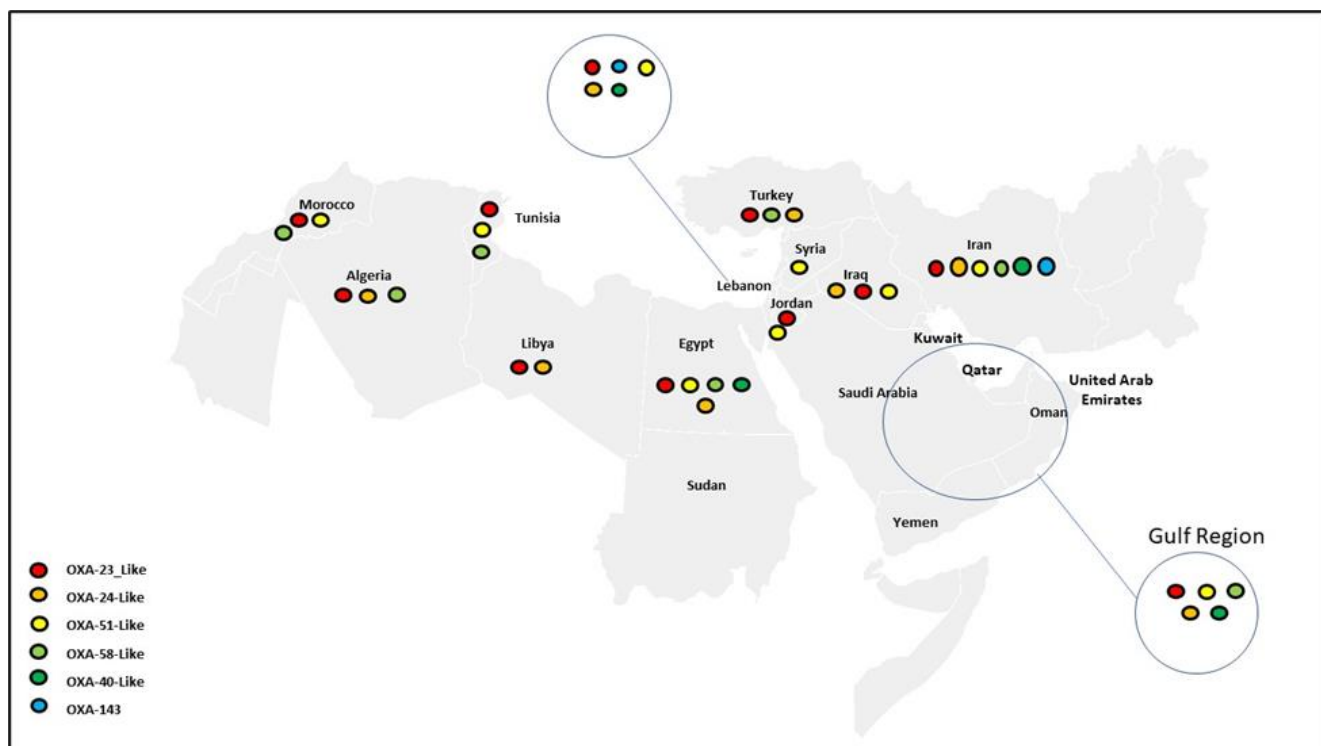 Morocco
Tunisia
Turkey
Syria
Iran
Algeria
Iraq
Lebanon
Jordan
Libya
Egypt
Kuwait
Qatar
Saudi Arabia
United Arab
Emirates
Oman
Sudan
Yemen
Gulf Region
OXA-23_Like
OXA-24-Like
OXA-51-Like
OXA-58-Like
OXA-40-Like
OXA-143